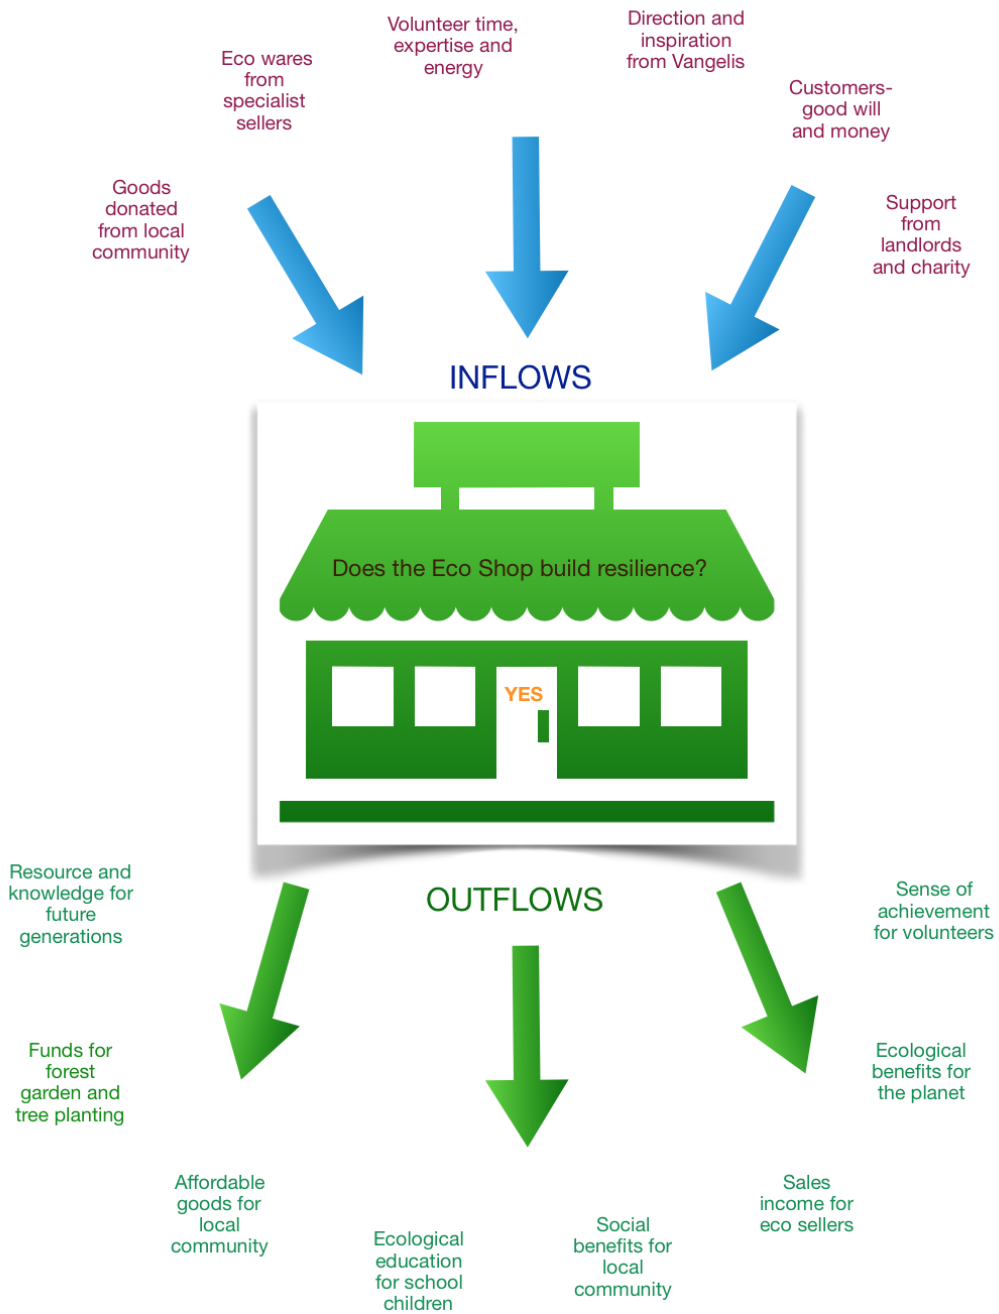 Volunteer time,
expertise and
energy
Direction and
inspiration
from Vangelis
Eco wares
from
specialist
sellers
Customers-
good will
and money
Goods
donated
from local
community
Support
from
landlords
and charity
INFLOWS
Does the Eco Shop build resilience?
YES
OUTFLOWS
Resource and
knowledge for
future
generations
Sense of
achievement
for volunteers
Funds for
forest
garden and
tree planting
Ecological
benefits for
the planet
Affordable
goods for
local
community
Sales
income for
eco sellers
Ecological
education
for school
children
Social
benefits for
local
community